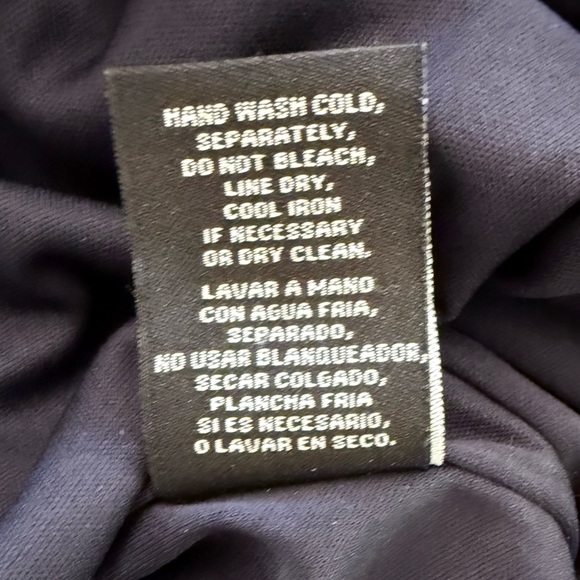 HAND WASH COLD,
SEPARATELY,
DO NOT BLEACH,
LINE DRY,
COOL IRON
IF NECESSARY
OR DRY CLEAN.
LAVAR A MANO
CON AGUA FRIA,
SEPARADO,
NO USAR BLANQUEADOR,
SECAR COLGADO,
PLANCHA FRIA
SI ES NECESARIO,
O LAVAR EN SECO.